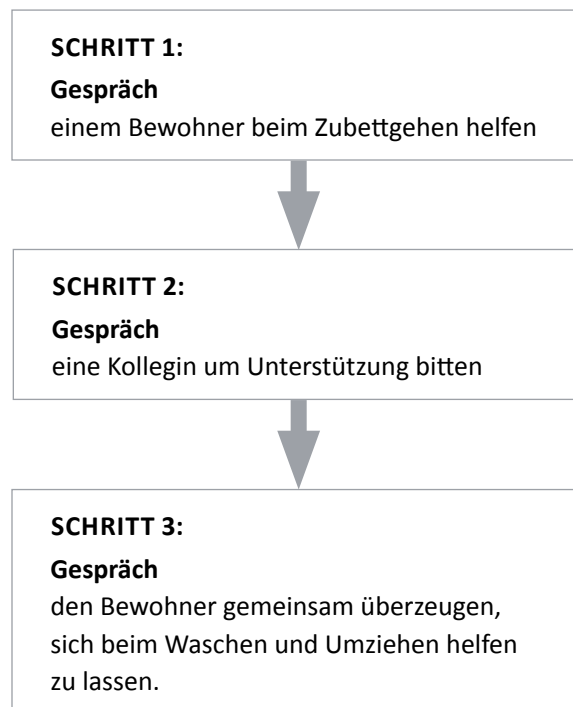 SCHRITT 1:
Gespräch
einem Bewohner beim Zubettgehen helfen
SCHRITT 2:
Gespräch
eine Kollegin um Unterstützung bitten
SCHRITT 3:
Gespräch
den Bewohner gemeinsam überzeugen,
sich beim Waschen und Umziehen helfen
zu lassen.